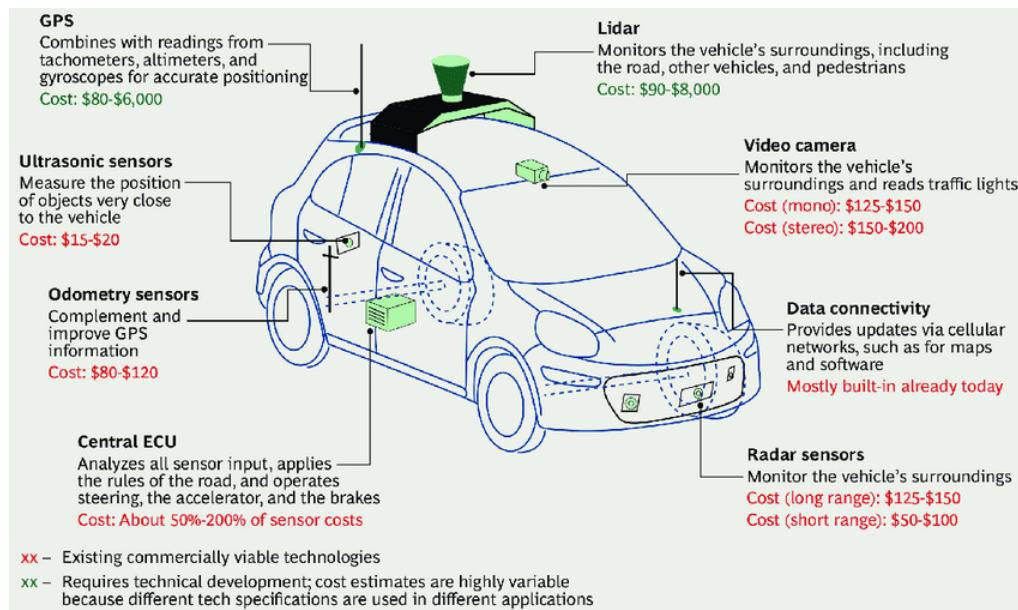 GPS
Combines with readings from
tachometers, altimeters, and
gyroscopes for accurate positioning
Cost: $80-$6,000
Lidar
Monitors the vehicle's surroundings, including
the road, other vehicles, and pedestrians
Cost: $90-$8,000
Ultrasonic sensors
Measure the position
of objects very close
to the vehicle
Cost: $15-$20
Video camera
Monitors the vehicle's
surroundings and reads traffic lights
Cost (mono): $125-$150
Cost (stereo): $150-$200
Odometry sensors
Complement and
improve GPS
information
Cost: $80-$120
Data connectivity
Provides updates via cellular
networks, such as for maps
and software
Mostly built-in already today
Central ECU
Analyzes all sensor input, applies
the rules of the road, and operates
steering, the accelerator, and the brakes
Cost: About 50%-200% of sensor costs
Radar sensors
Monitor the vehicle's surroundings
Cost (long range): $125-$150
Cost (short range): $50-$100
xx – Existing commercially viable technologies
xx – Requires technical development; cost estimates are highly variable
because different tech specifications are used in different applications